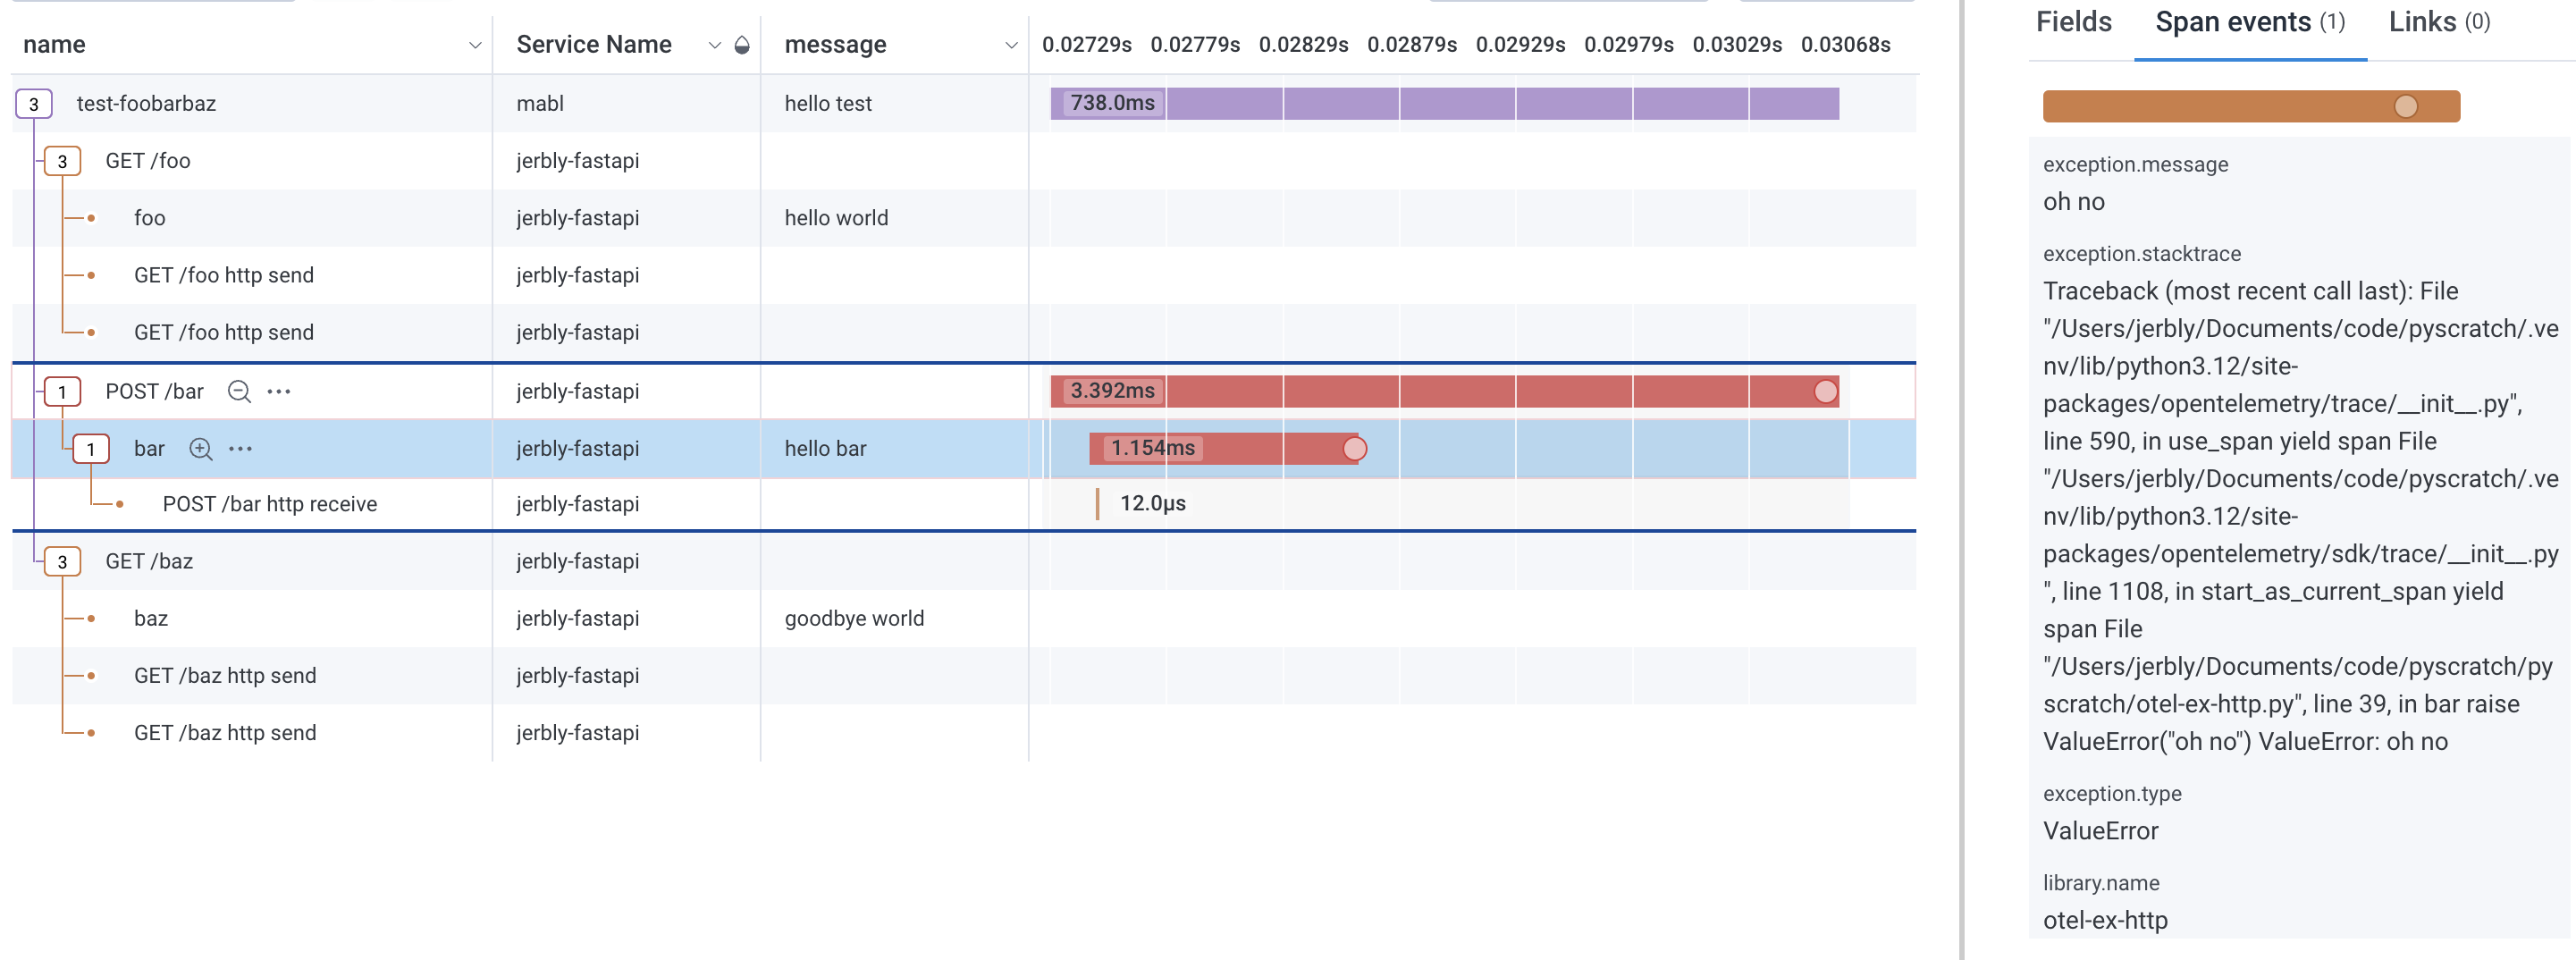 name Service Name message 0.02729s 0.02779s 0.02829s 0.02879s 0.02929s 0.02979s 0.03029s 0.03068s
3 test-foobarbaz mabl hello test 738.0ms
3 GET /foo jerbly-fastapi
foo jerbly-fastapi hello world
GET /foo http send jerbly-fastapi
GET /foo http send jerbly-fastapi
1 POST /bar jerbly-fastapi 3.392ms
1 bar jerbly-fastapi hello bar 1.154ms
POST /bar http receive jerbly-fastapi 12.0μs
3 GET /baz jerbly-fastapi
baz jerbly-fastapi goodbye world
GET /baz http send jerbly-fastapi
GET /baz http send jerbly-fastapi
Fields Span events (1) Links (0)
exception.message
oh no
exception.stacktrace
Traceback (most recent call last): File
"/Users/jerbly/Documents/code/pyscratch/.ve
nv/lib/python3.12/site-
packages/opentelemetry/trace/__init__.py",
line 590, in use_span yield span File
"/Users/jerbly/Documents/code/pyscratch/.ve
nv/lib/python3.12/site-
packages/opentelemetry/sdk/trace/__init__.py
", line 1108, in start_as_current_span yield
span File
"/Users/jerbly/Documents/code/pyscratch/py
scratch/otel-ex-http.py", line 39, in bar raise
ValueError("oh no") ValueError: oh no
exception.type
ValueError
library.name
otel-ex-http